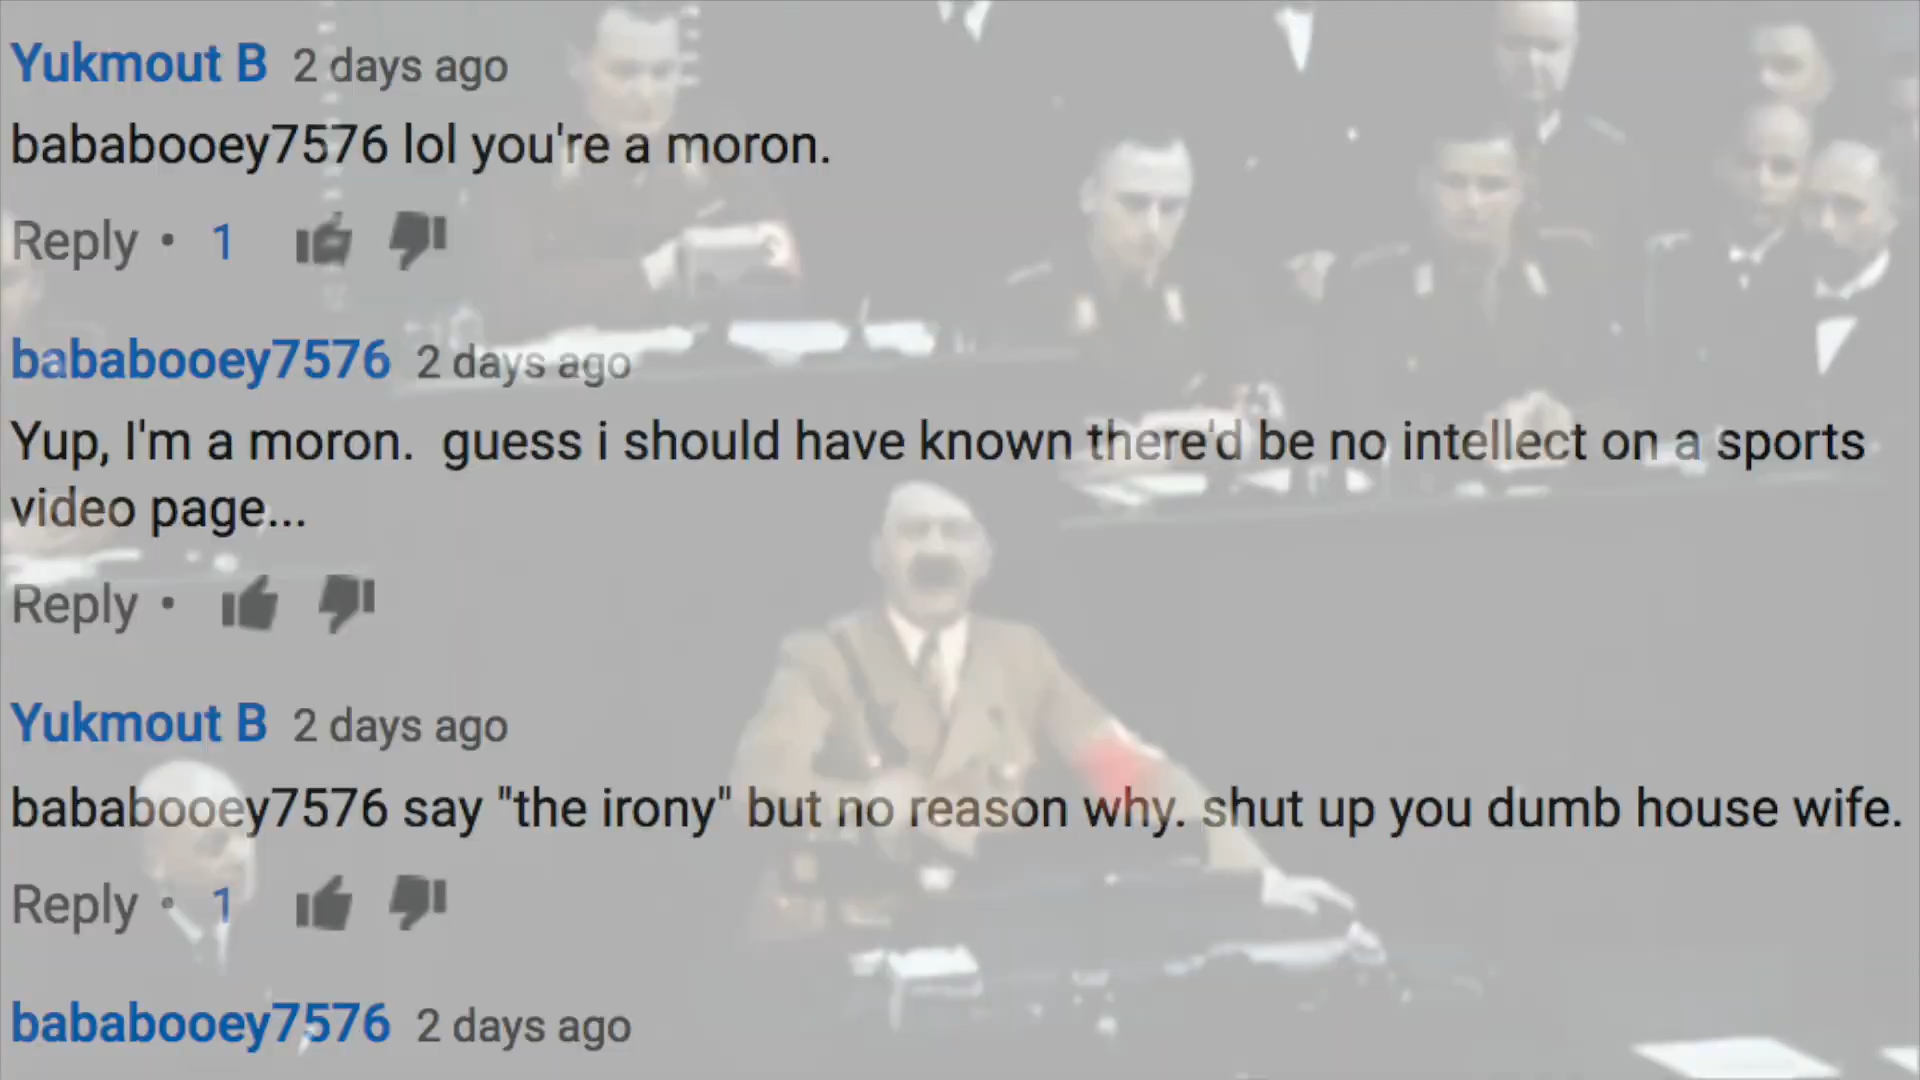 Yukmout B 2 days ago
bababooey7576 lol you're a moron.
Reply • 1
bababooey7576 2 days ago
Yup, I'm a moron.  guess i should have known there'd be no intellect on a sports
video page...
Reply •
Yukmout B 2 days ago
bababooey7576 say "the irony" but no reason why. shut up you dumb house wife.
Reply • 1
bababooey7576 2 days ago